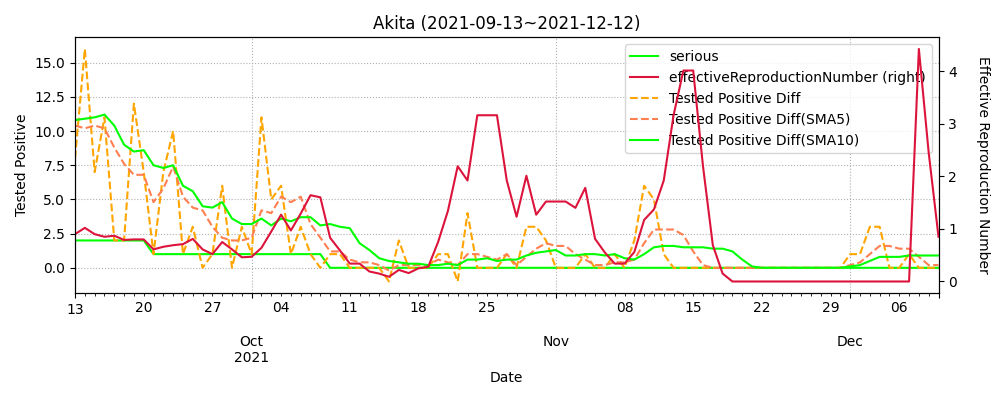 Akita (2021-09-13~2021-12-12)
serious
effectiveReproductionNumber (right)
Tested Positive Diff
Tested Positive Diff(SMA5)
Tested Positive Diff(SMA10)
Tested Positive
15.0
12.5
10.0
7.5
5.0
2.5
0.0
Effective Reproduction Number
4
3
2
1
0
13 20 27 04 11 18 25 08 15 22 29 06
Oct Nov Dec
2021
Date